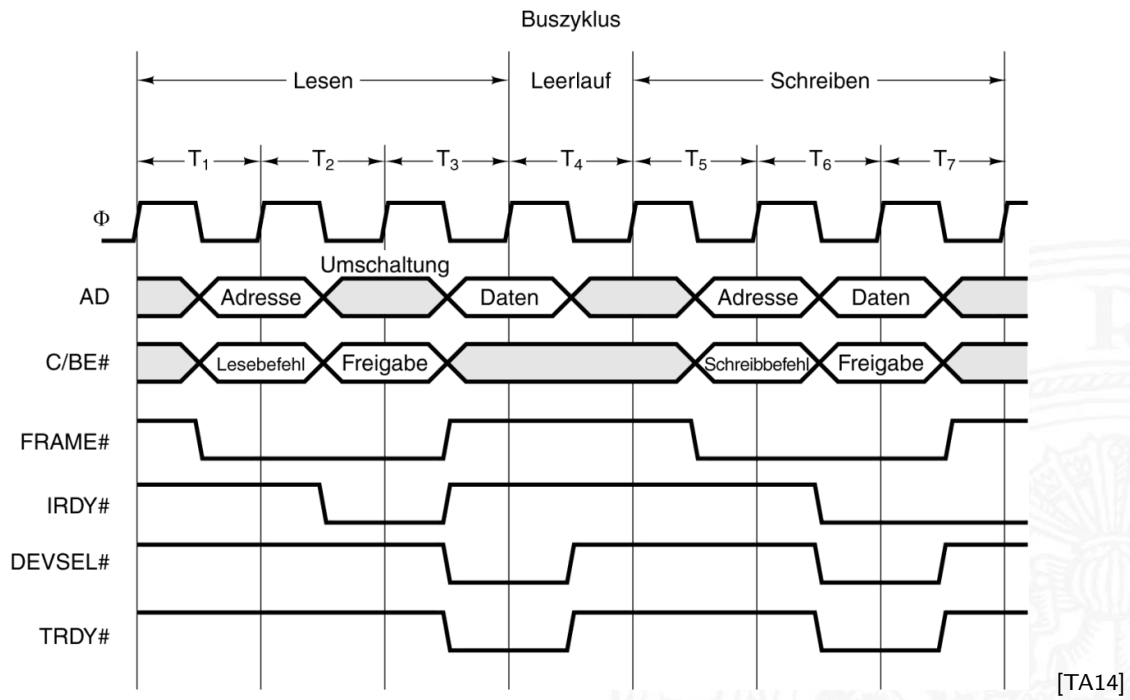 Buszyklus
Lesen Leerlauf Schreiben
T₁ T₂ T₃ T₄ T₅ T₆ T₇
Φ
Umschaltung
AD Adresse Daten Adresse Daten
C/BE# Lesebefehl Freigabe Schreibbefehl Freigabe
FRAME#
IRDY#
DEVSEL#
TRDY#
[TA14]